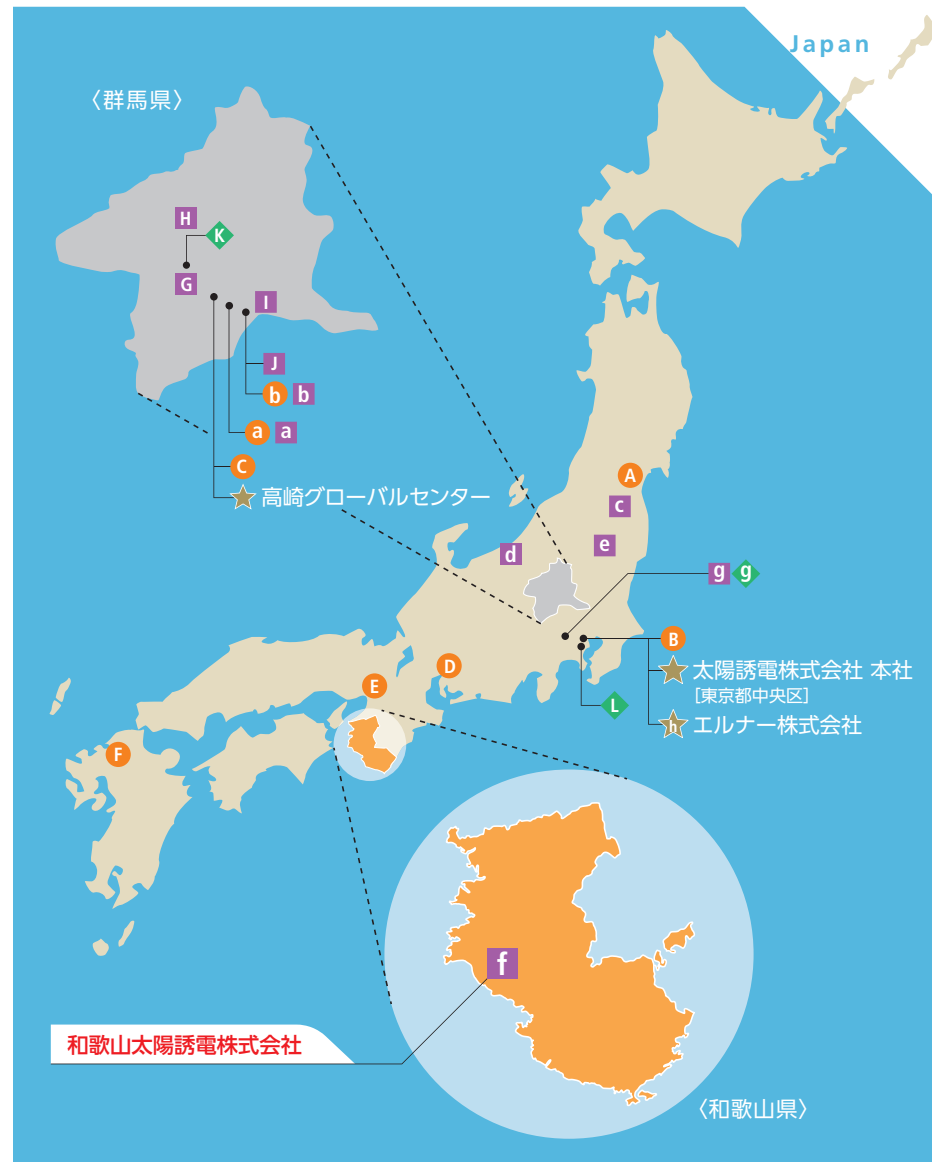 Japan
〈群馬県〉
H
K
G
I
J
b b
a a
C
高崎グローバルセンター
A
c
e
d
g g
B
太陽誘電株式会社 本社
[東京都中央区]
h エルナー株式会社
L
D
E
F
f
和歌山太陽誘電株式会社
〈和歌山県〉